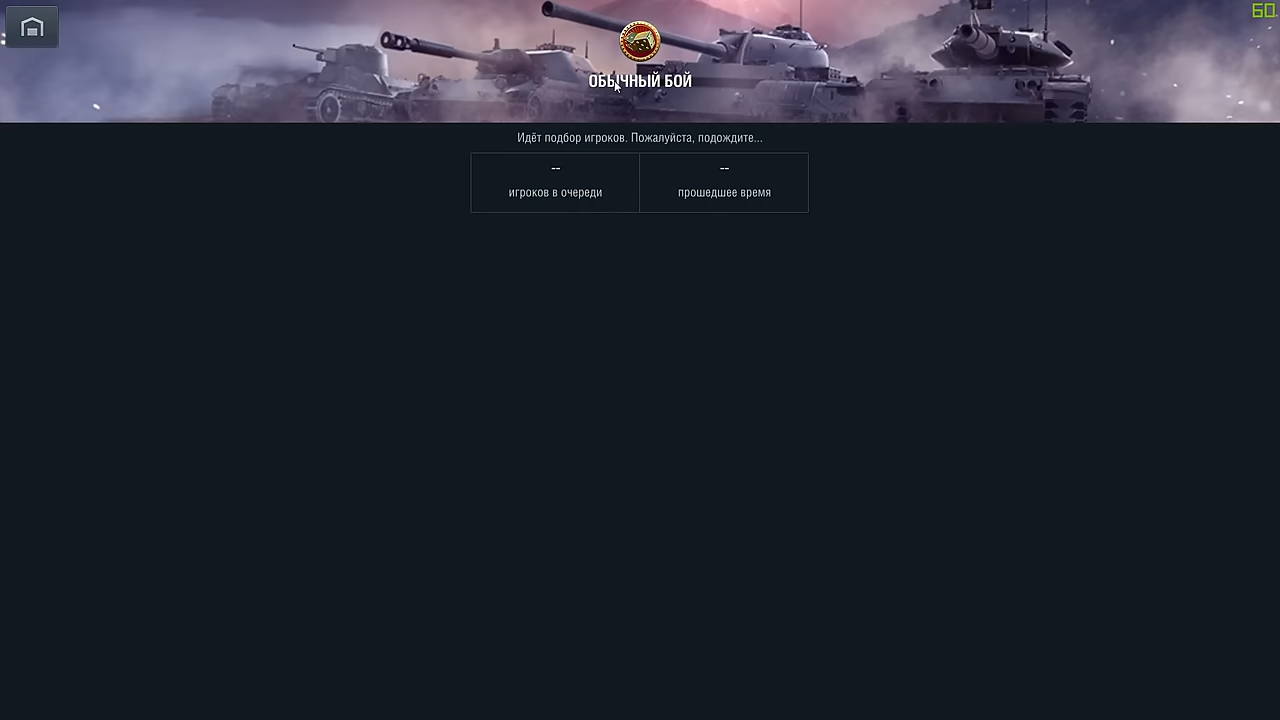 60
ОБЫЧНЫЙ БОЙ
Идёт подбор игроков. Пожалуйста, подождите...
-- --
игроков в очереди прошедшее время